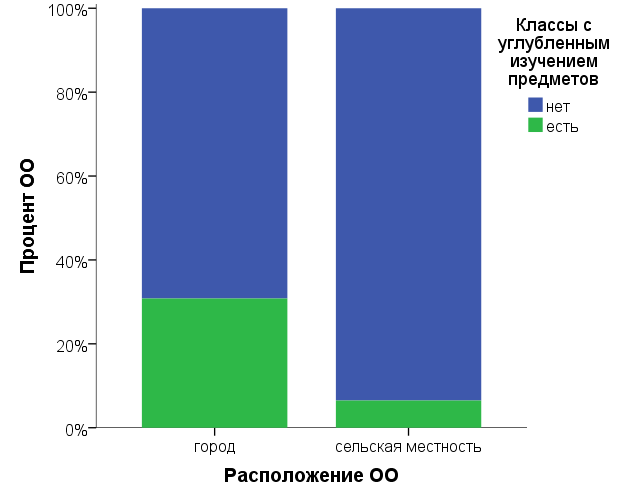 100%
80%
60%
40%
20%
0%
Процент ОО
город
сельская местность
Расположение ОО
Классы с
углубленным
изучением
предметов
нет
есть